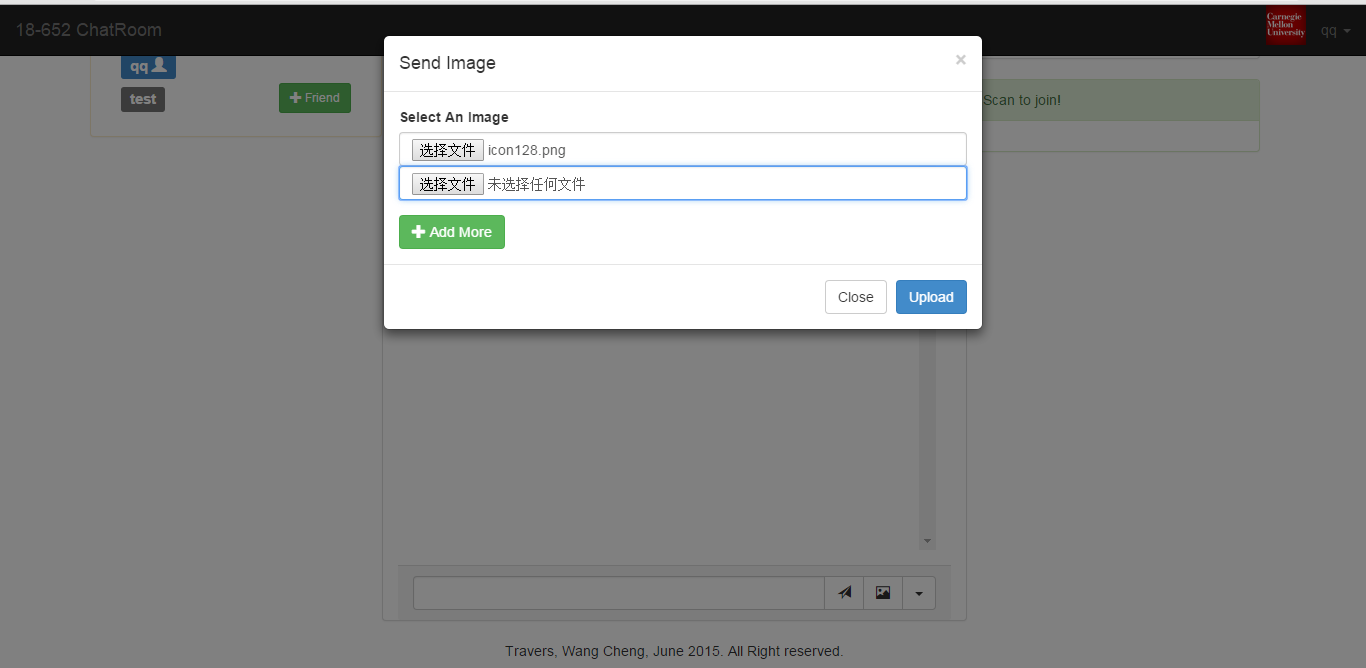 18-652 ChatRoom
Carnegie
Mellon
University
qq
qq
test
Friend
Scan to join!
Send Image
×
Select An Image
选择文件 icon128.png
选择文件 未选择任何文件
Add More
Close
Upload
Travers, Wang Cheng, June 2015. All Right reserved.